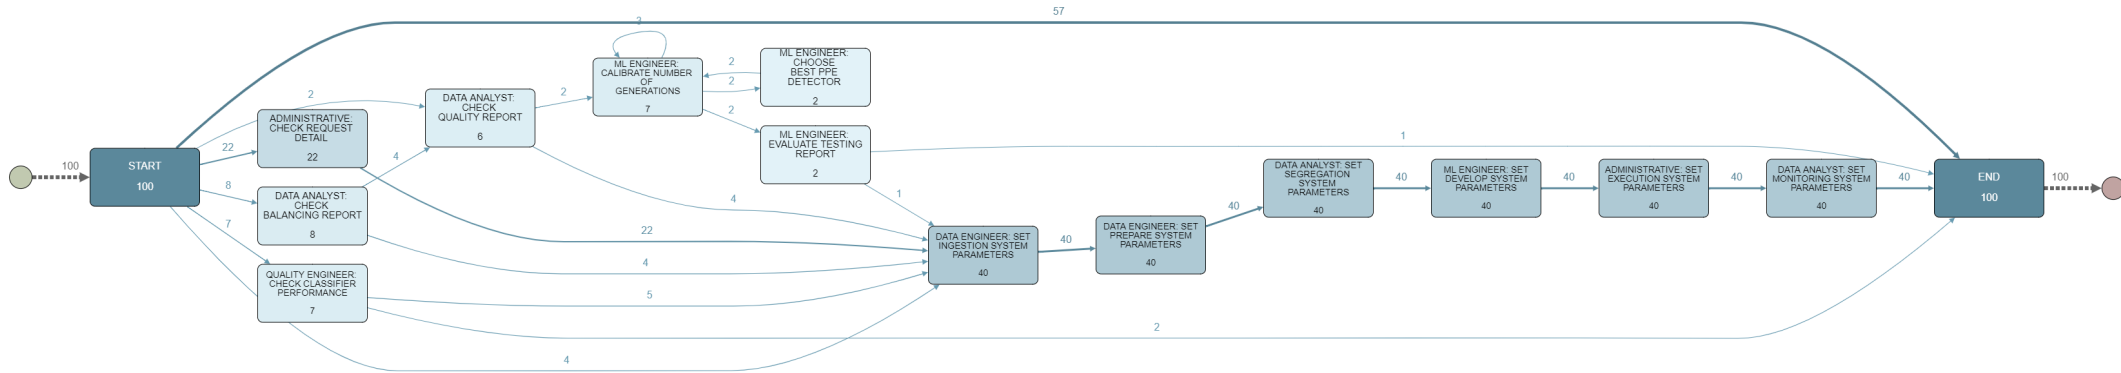 57
3
ML ENGINEER:
CALIBRATE NUMBER
OF
GENERATIONS
7
ML ENGINEER:
CHOOSE
BEST PPE
DETECTOR
2
2
2
2
2
2
DATA ANALYST:
CHECK
QUALITY REPORT
6
ADMINISTRATIVE:
CHECK REQUEST
DETAIL
22
ML ENGINEER:
EVALUATE TESTING
REPORT
2
1
100
START
100
22
8
7
4
DATA ANALYST:
CHECK
BALANCING REPORT
8
QUALITY ENGINEER:
CHECK CLASSIFIER
PERFORMANCE
7
4
22
4
5
4
2
1
DATA ENGINEER: SET
INGESTION SYSTEM
PARAMETERS
40
40
DATA ENGINEER: SET
PREPARE SYSTEM
PARAMETERS
40
40
DATA ANALYST: SET
SEGREGATION
SYSTEM
PARAMETERS
40
40
ML ENGINEER: SET
DEVELOP SYSTEM
PARAMETERS
40
40
ADMINISTRATIVE: SET
EXECUTION SYSTEM
PARAMETERS
40
40
DATA ANALYST: SET
MONITORING SYSTEM
PARAMETERS
40
40
END
100
100